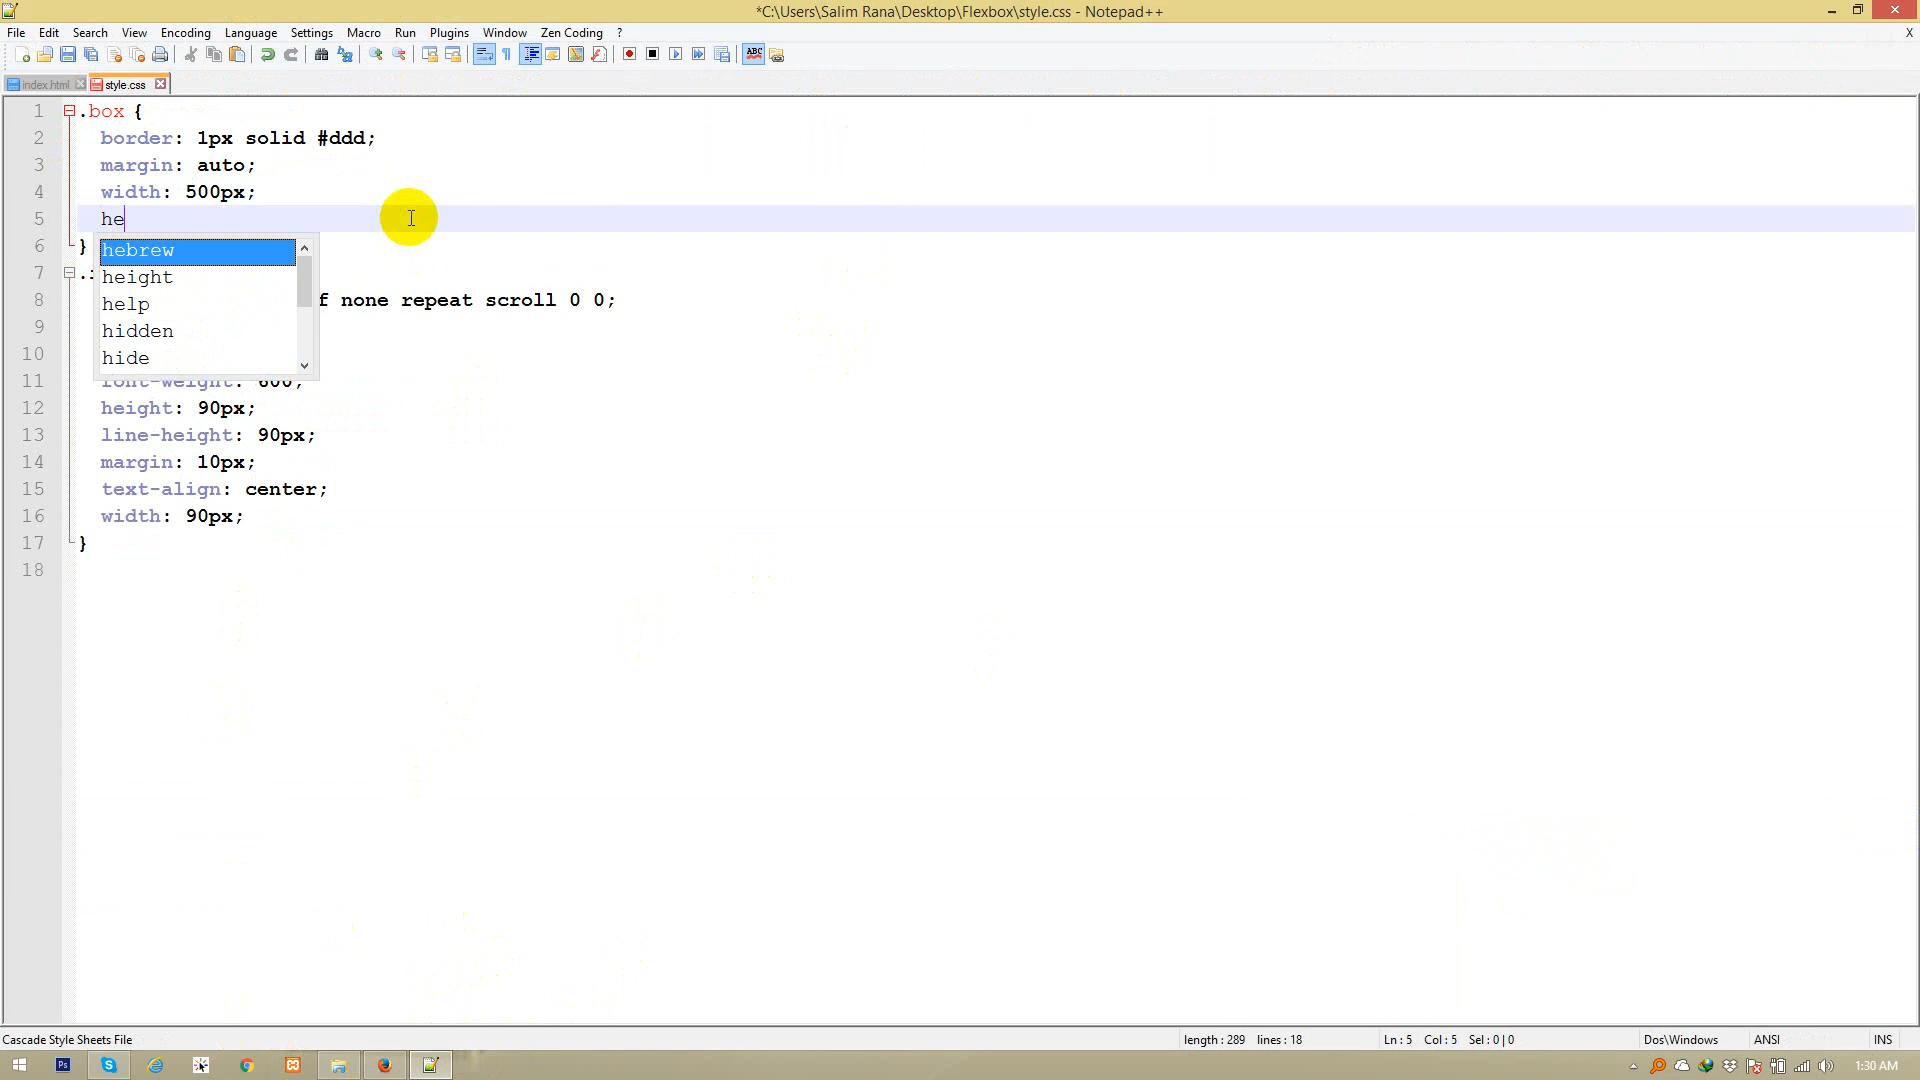 *C:\Users\Salim Rana\Desktop\Flexbox\style.css - Notepad++
File Edit Search View Encoding Language Settings Macro Run Plugins Window Zen Coding ? X
ABC
index.html style.css
1 .box {
2 border: 1px solid #ddd;
3 margin: auto;
4 width: 500px;
5 he
6 }
hebrew
height
help
hidden
hide
7 .
8 f none repeat scroll 0 0;
9
10
11 font-weight: 600;
12 height: 90px;
13 line-height: 90px;
14 margin: 10px;
15 text-align: center;
16 width: 90px;
17 }
18
Cascade Style Sheets File length : 289 lines : 18 Ln : 5 Col : 5 Sel : 0 | 0 Dos\Windows ANSI INS
Ps 1:30 AM